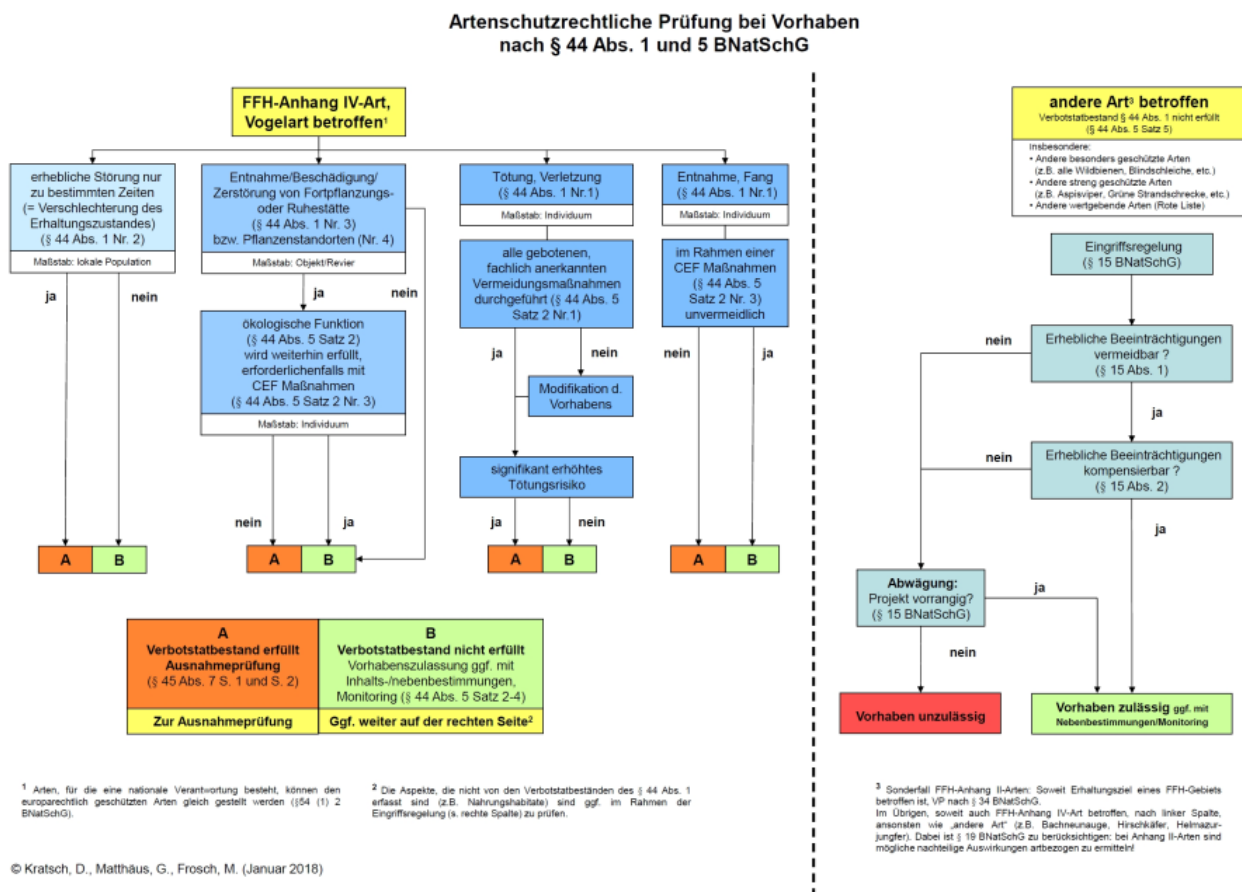 Artenschutzrechtliche Prüfung bei Vorhaben
nach § 44 Abs. 1 und 5 BNatSchG
FFH-Anhang IV-Art,
Vogelart betroffen¹
erhebliche Störung nur
zu bestimmten Zeiten
(= Verschlechterung des
Erhaltungszustandes)
(§ 44 Abs. 1 Nr. 2)
Maßstab: lokale Population
ja
nein
Entnahme/Beschädigung/
Zerstörung von Fortpflanzungs-
oder Ruhestätte
(§ 44 Abs. 1 Nr. 3)
bzw. Pflanzenstandorten (Nr. 4)
Maßstab: Objekt/Revier
ja
nein
ökologische Funktion
(§ 44 Abs. 5 Satz 2)
wird weiterhin erfüllt,
erforderlichenfalls mit
CEF Maßnahmen
(§ 44 Abs. 5 Satz 2 Nr. 3)
Maßstab: Individuum
nein
ja
Tötung, Verletzung
(§ 44 Abs. 1 Nr.1)
Maßstab: Individuum
alle gebotenen,
fachlich anerkannten
Vermeidungsmaßnahmen
durchgeführt (§ 44 Abs. 5
Satz 2 Nr.1)
ja
nein
Modifikation d.
Vorhabens
signifikant erhöhtes
Tötungsrisiko
ja
nein
Entnahme, Fang
(§ 44 Abs. 1 Nr.1)
Maßstab: Individuum
im Rahmen einer
CEF Maßnahmen
(§ 44 Abs. 5
Satz 2 Nr. 3)
unvermeidlich
nein
ja
A B
A B
A B
A B
A
Verbotstatbestand erfüllt
Ausnahmeprüfung
(§ 45 Abs. 7 S. 1 und S. 2)
Zur Ausnahmeprüfung
B
Verbotstatbestand nicht erfüllt
Vorhabenszulassung ggf. mit
Inhalts-/nebenbestimmungen,
Monitoring (§ 44 Abs. 5 Satz 2-4)
Ggf. weiter auf der rechten Seite²
¹ Arten, für die eine nationale Verantwortung besteht, können den
europarechtlich geschützten Arten gleich gestellt werden (§54 (1) 2
BNatSchG).
² Die Aspekte, die nicht von den Verbotstatbeständen des § 44 Abs. 1
erfasst sind (z.B. Nahrungshabitate) sind ggf. im Rahmen der
Eingriffsregelung (s. rechte Spalte) zu prüfen.
© Kratsch, D., Matthäus, G., Frosch, M. (Januar 2018)
andere Art³ betroffen
Verbotstatbestand § 44 Abs. 1 nicht erfüllt
(§ 44 Abs. 5 Satz 5)
Insbesondere:
• Andere besonders geschützte Arten
(z.B. alle Wildbienen, Blindschleiche, etc.)
• Andere streng geschützte Arten
(z.B. Aspisviper, Grüne Strandschrecke, etc.)
• Andere wertgebende Arten (Rote Liste)
Eingriffsregelung
(§ 15 BNatSchG)
Erhebliche Beeinträchtigungen
vermeidbar ?
(§ 15 Abs. 1)
nein
ja
Erhebliche Beeinträchtigungen
kompensierbar ?
(§ 15 Abs. 2)
nein
ja
Abwägung:
Projekt vorrangig?
(§ 15 BNatSchG)
ja
nein
Vorhaben unzulässig
Vorhaben zulässig ggf. mit
Nebenbestimmungen/Monitoring
³ Sonderfall FFH-Anhang II-Arten: Soweit Erhaltungsziel eines FFH-Gebiets
betroffen ist, VP nach § 34 BNatSchG.
Im Übrigen, soweit auch FFH-Anhang IV-Art betroffen, nach linker Spalte,
ansonsten wie „andere Art“ (z.B. Bachneunauge, Hirschkäfer, Helmazur-
jungfer). Dabei ist § 19 BNatSchG zu berücksichtigen: bei Anhang II-Arten sind
mögliche nachteilige Auswirkungen artbezogen zu ermitteln!